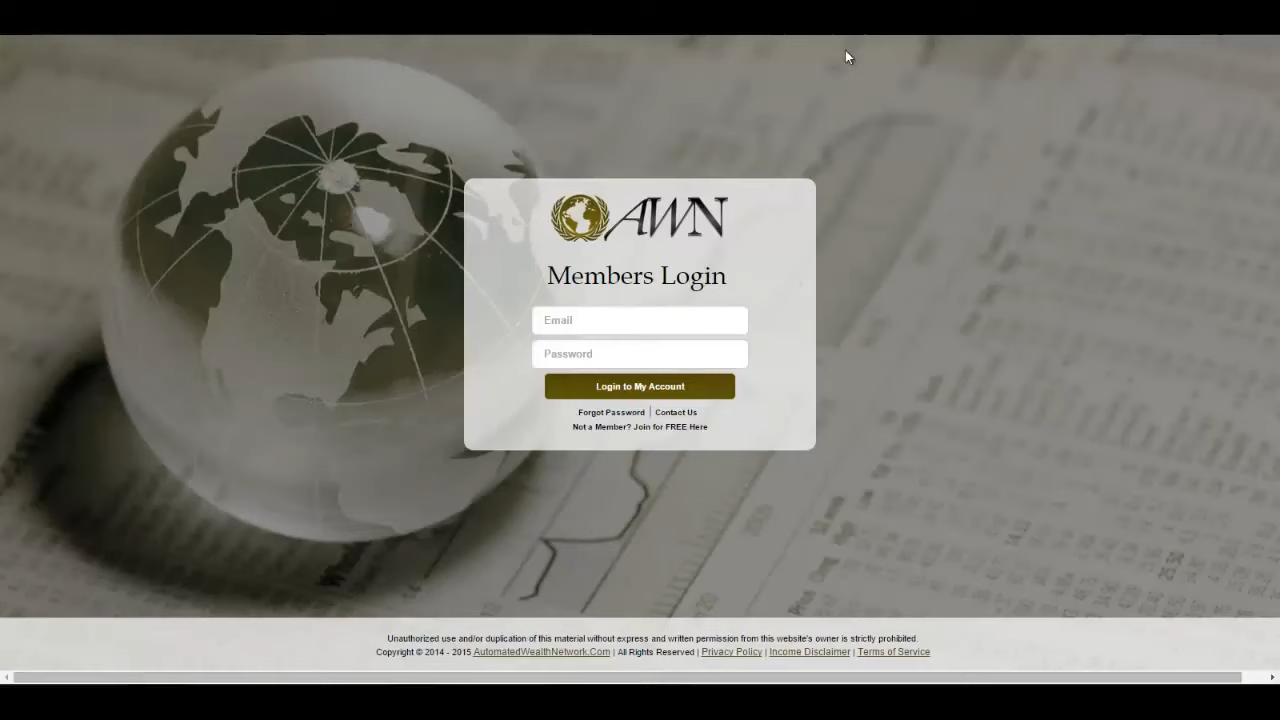 AWN
Members Login
Email
Password
Login to My Account
Forgot Password | Contact Us
Not a Member? Join for FREE Here
Unauthorized use and/or duplication of this material without express and written permission from this website's owner is strictly prohibited.
Copyright © 2014 - 2015 AutomatedWealthNetwork.Com | All Rights Reserved | Privacy Policy | Income Disclaimer | Terms of Service